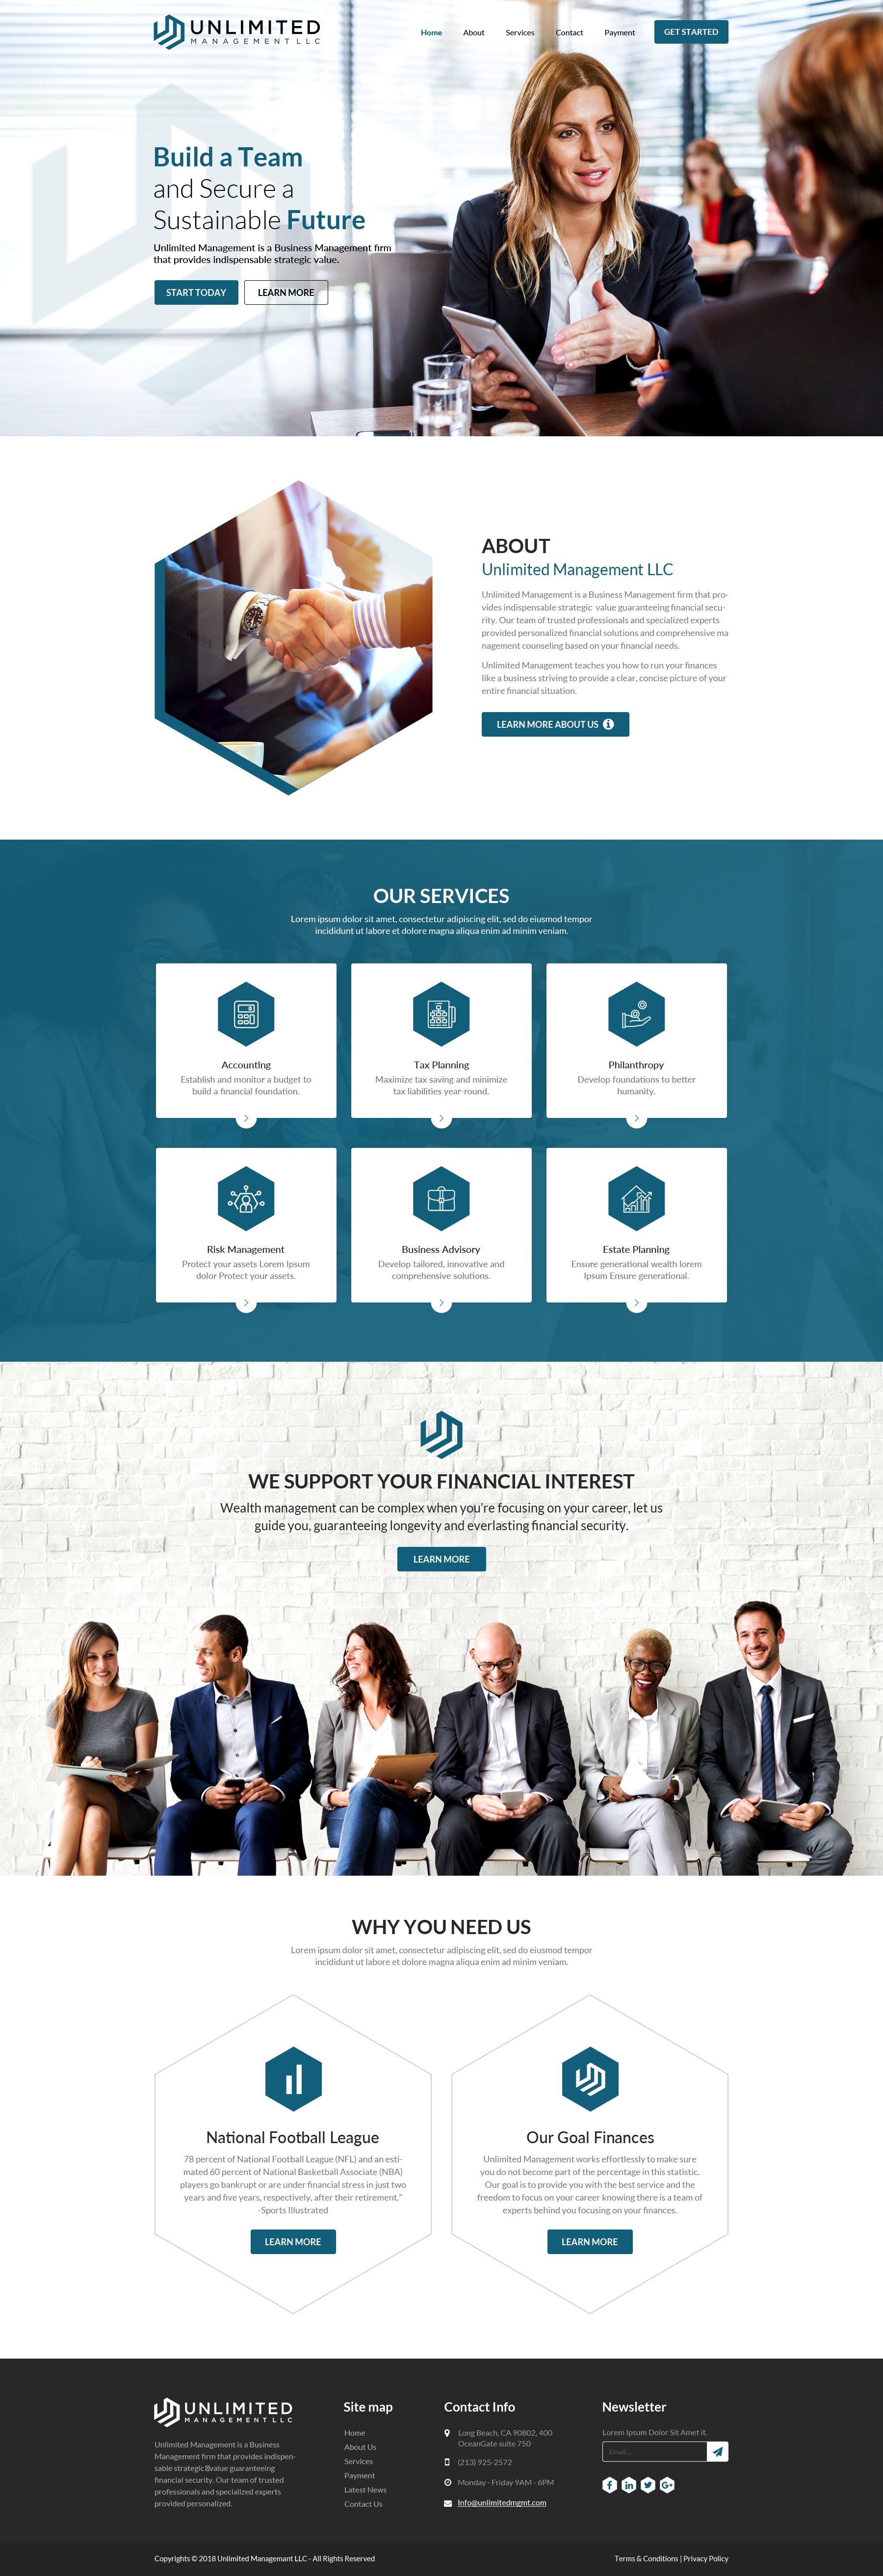 UNLIMITED
MANAGEMENT LLC
Home About Services Contact Payment GET STARTED
Build a Team
and Secure a
Sustainable Future
Unlimited Management is a Business Management firm
that provides indispensable strategic value.
START TODAY LEARN MORE
ABOUT
Unlimited Management LLC
Unlimited Management is a Business Management firm that pro-
vides indispensable strategic value guaranteeing financial secu-
rity. Our team of trusted professionals and specialized experts
provided personalized financial solutions and comprehensive ma
nagement counseling based on your financial needs.
Unlimited Management teaches you how to run your finances
like a business striving to provide a clear, concise picture of your
entire financial situation.
LEARN MORE ABOUT US
OUR SERVICES
Lorem ipsum dolor sit amet, consectetur adipiscing elit, sed do eiusmod tempor
incididunt ut labore et dolore magna aliqua enim ad minim veniam.
Accounting
Establish and monitor a budget to
build a financial foundation.
Tax Planning
Maximize tax saving and minimize
tax liabilities year-round.
Philanthropy
Develop foundations to better
humanity.
Risk Management
Protect your assets Lorem Ipsum
dolor Protect your assets.
Business Advisory
Develop tailored, innovative and
comprehensive solutions.
Estate Planning
Ensure generational wealth lorem
Ipsum Ensure generational.
WE SUPPORT YOUR FINANCIAL INTEREST
Wealth management can be complex when you're focusing on your career, let us
guide you, guaranteeing longevity and everlasting financial security.
LEARN MORE
WHY YOU NEED US
Lorem ipsum dolor sit amet, consectetur adipiscing elit, sed do eiusmod tempor
incididunt ut labore et dolore magna aliqua enim ad minim veniam.
National Football League
78 percent of National Football League (NFL) and an esti-
mated 60 percent of National Basketball Associate (NBA)
players go bankrupt or are under financial stress in just two
years and five years, respectively, after their retirement."
-Sports Illustrated
LEARN MORE
Our Goal Finances
Unlimited Management works effortlessly to make sure
you do not become part of the percentage in this statistic.
Our goal is to provide you with the best service and the
freedom to focus on your career knowing there is a team of
experts behind you focusing on your finances.
LEARN MORE
UNLIMITED
MANAGEMENT LLC
Unlimited Management is a Business
Management firm that provides indispen-
sable strategic value guaranteeing
financial security. Our team of trusted
professionals and specialized experts
provided personalized.
Site map
Home
About Us
Services
Payment
Latest News
Contact Us
Contact Info
Long Beach, CA 90802, 400
OceanGate suite 750
(213) 925-2572
Monday - Friday 9AM - 6PM
Info@unlimitedmgmt.com
Newsletter
Lorem Ipsum Dolor Sit Amet it.
Email ...
Copyrights © 2018 Unlimited Managemant LLC - All Rights Reserved
Terms & Conditions | Privacy Policy